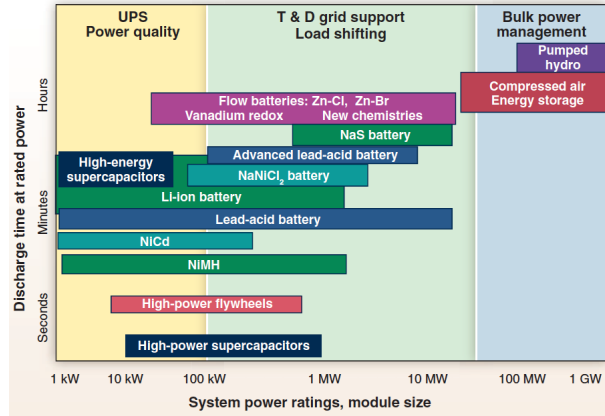 UPS
Power quality
T & D grid support
Load shifting
Bulk power
management
Pumped
hydro
Compressed air
Energy storage
Flow batteries: Zn-Cl, Zn-Br
Vanadium redox New chemistries
NaS battery
Advanced lead-acid battery
High-energy
supercapacitors
NaNiCl₂ battery
Li-ion battery
Lead-acid battery
NiCd
NiMH
High-power flywheels
High-power supercapacitors
Discharge time at rated power
Hours
Minutes
Seconds
1 kW 10 kW 100 kW 1 MW 10 MW 100 MW 1 GW
System power ratings, module size